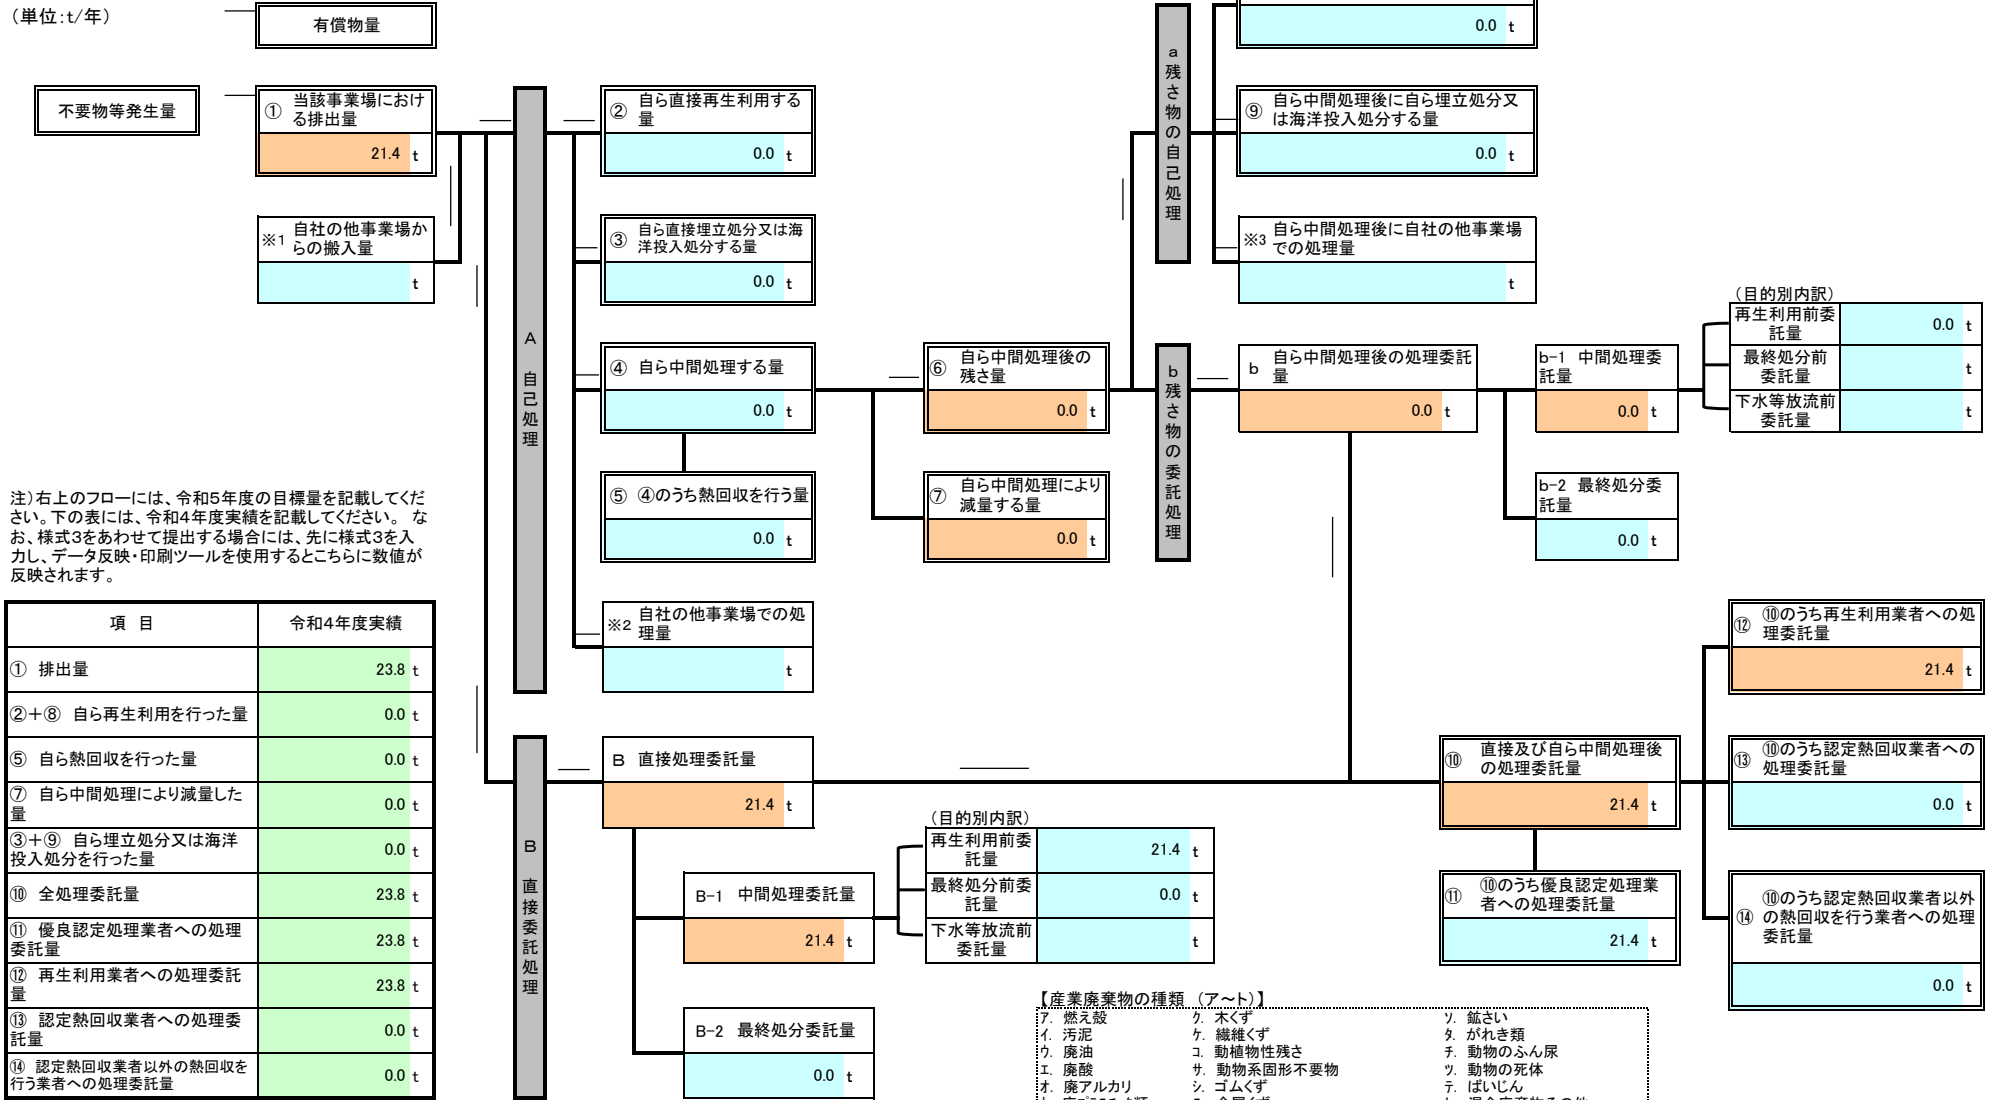 (単位:t/年)
有償物量
不要物等発生量
① 当該事業場におけ
る排出量
21.4 t
※1 自社の他事業場か
らの搬入量
t
A 自己処理
② 自ら直接再生利用する
量
0.0 t
③ 自ら直接埋立処分又は海
洋投入処分する量
0.0 t
④ 自ら中間処理する量
0.0 t
⑤ ④のうち熱回収を行う量
0.0 t
※2 自社の他事業場での処
理量
t
⑥ 自ら中間処理後の
残さ量
0.0 t
⑦ 自ら中間処理により
減量する量
0.0 t
a 残さ物の自己処理
0.0 t
⑨ 自ら中間処理後に自ら埋立処分又
は海洋投入処分する量
0.0 t
※3 自ら中間処理後に自社の他事業場
での処理量
t
b 残さ物の委託処理
b 自ら中間処理後の処理委託
量
0.0 t
b-1 中間処理委
託量
0.0 t
b-2 最終処分委
託量
0.0 t
(目的別内訳)
再生利用前委
託量
0.0 t
最終処分前
委託量
t
下水等放流前
委託量
t
注)右上のフローには、令和5年度の目標量を記載してくだ
さい。下の表には、令和4年度実績を記載してください。 な
お、様式3をあわせて提出する場合には、先に様式3を入
力し、データ反映・印刷ツールを使用するとこちらに数値が
反映されます。
項 目 令和4年度実績
① 排出量 23.8 t
②+⑧ 自ら再生利用を行った量 0.0 t
⑤ 自ら熱回収を行った量 0.0 t
⑦ 自ら中間処理により減量した
量 0.0 t
③+⑨ 自ら埋立処分又は海洋
投入処分を行った量 0.0 t
⑩ 全処理委託量 23.8 t
⑪ 優良認定処理業者への処理
委託量 23.8 t
⑫ 再生利用業者への処理委託
量 23.8 t
⑬ 認定熱回収業者への処理委
託量 0.0 t
⑭ 認定熱回収業者以外の熱回収を
行う業者への処理委託量 0.0 t
B 直接委託処理
B 直接処理委託量
21.4 t
B-1 中間処理委託量
21.4 t
B-2 最終処分委託量
0.0 t
(目的別内訳)
再生利用前委
託量
21.4 t
最終処分前委
託量
0.0 t
下水等放流前
委託量
t
⑩ 直接及び自ら中間処理後
の処理委託量
21.4 t
⑪ ⑩のうち優良認定処理業
者への処理委託量
21.4 t
⑫ ⑩のうち再生利用業者への処
理委託量
21.4 t
⑬ ⑩のうち認定熱回収業者への
処理委託量
0.0 t
⑭ ⑩のうち認定熱回収業者以外
の熱回収を行う業者への処理
委託量
0.0 t
【産業廃棄物の種類 (ア~ト)】
ア. 燃え殻 ク. 木くず ソ. 鉱さい
イ. 汚泥 ケ. 繊維くず タ. がれき類
ウ. 廃油 コ. 動植物性残さ チ. 動物のふん尿
エ. 廃酸 サ. 動物系固形不要物 ツ. 動物の死体
オ. 廃アルカリ シ. ゴムくず テ. ばいじん